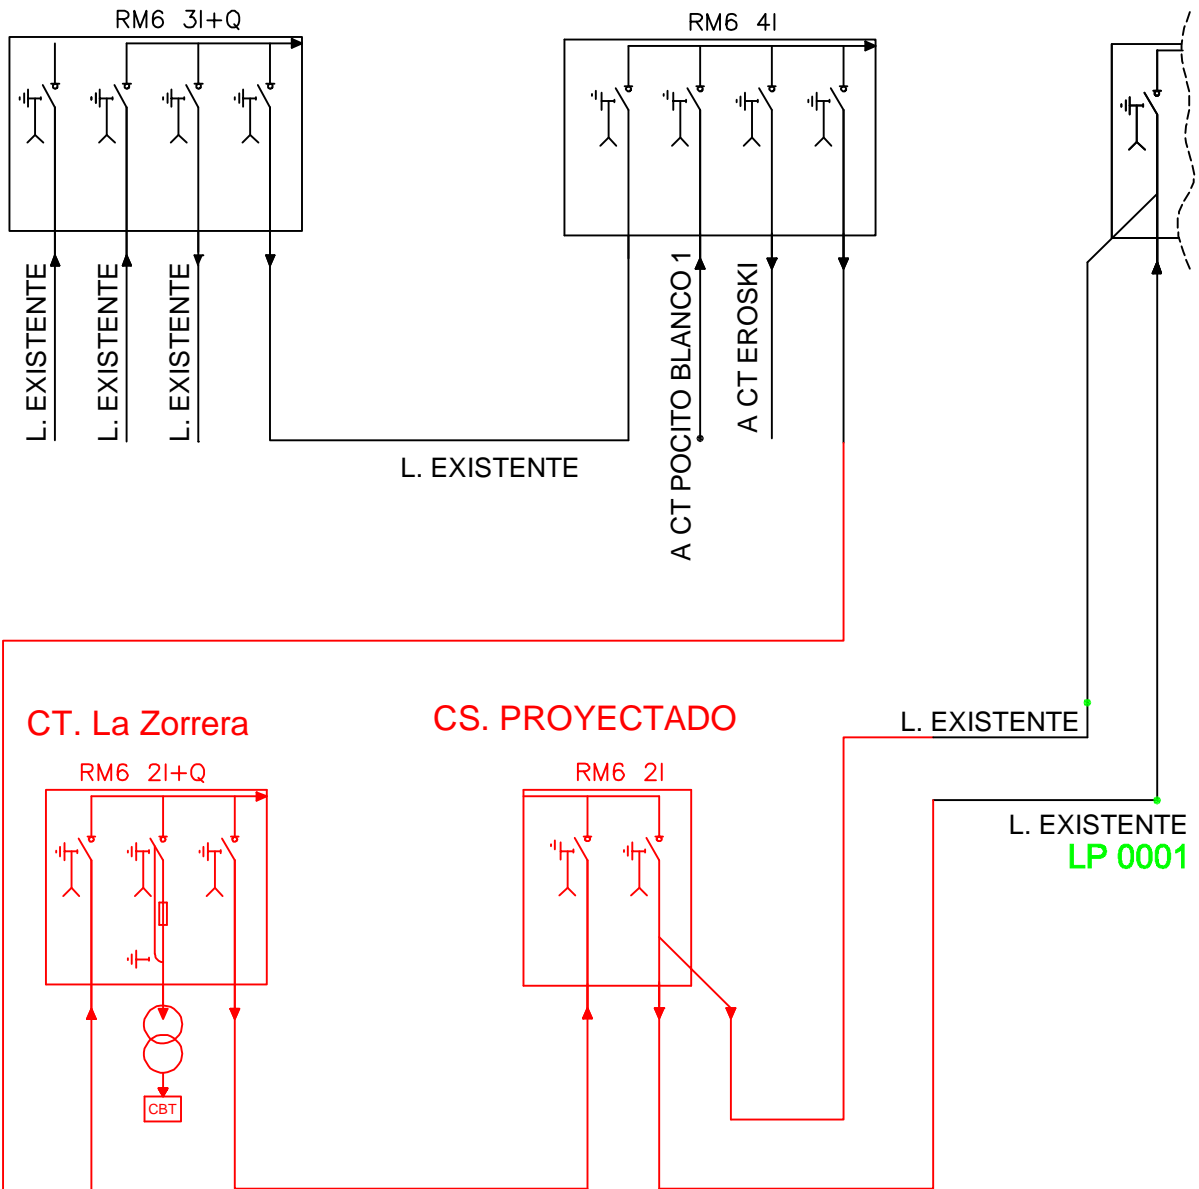 RM6 3I+Q
RM6 4I
L. EXISTENTE
L. EXISTENTE
L. EXISTENTE
A CT POCITO BLANCO 1
A CT EROSKI
L. EXISTENTE
CT. La Zorrera
CS. PROYECTADO
L. EXISTENTE
RM6 2I+Q
RM6 2I
L. EXISTENTE
LP 0001
CBT